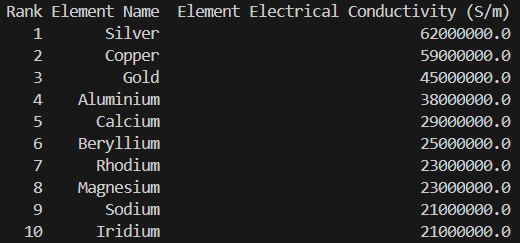 Rank Element Name Element Electrical Conductivity (S/m)
1 Silver 62000000.0
2 Copper 59000000.0
3 Gold 45000000.0
4 Aluminium 38000000.0
5 Calcium 29000000.0
6 Beryllium 25000000.0
7 Rhodium 23000000.0
8 Magnesium 23000000.0
9 Sodium 21000000.0
10 Iridium 21000000.0